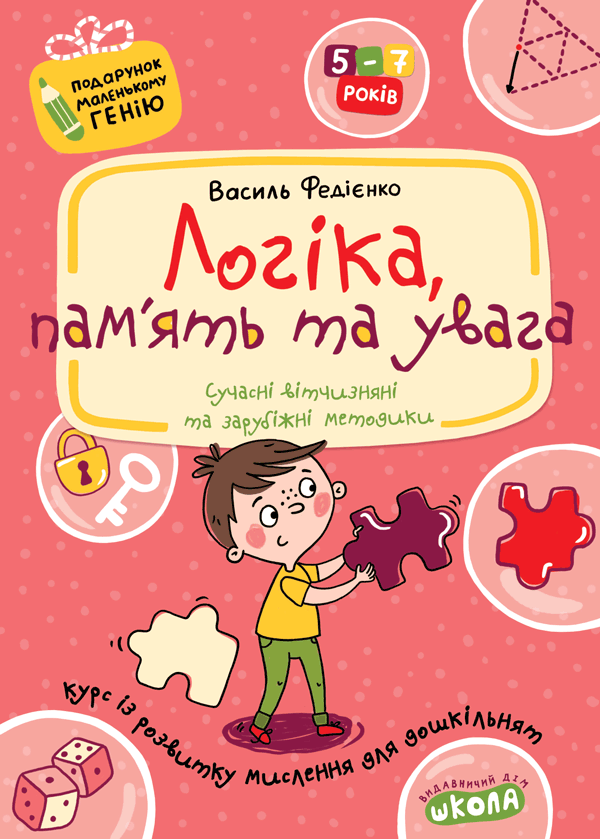 ПОДАРУНОК
МАЛЕНЬКОМУ
ГЕНІЮ
5-7
РОКІВ
Василь Федієнко
Логіка,
пам'ять та увага
Сучасні вітчизняні
та зарубіжні методики
курс із розвитку мислення для дошкільнят
ВИДАВНИЧИЙ ДІМ
ШКОЛА